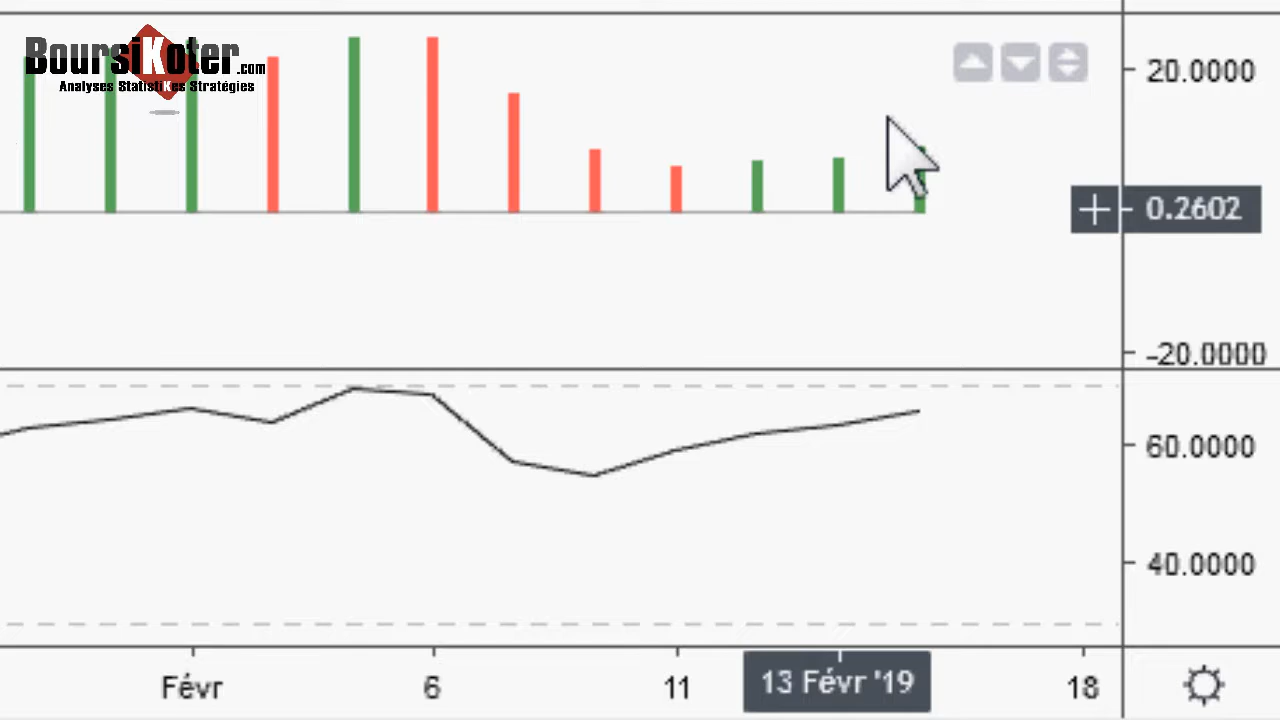 BoursiKoter.com
Analyses StatistiKes Stratégies
20.0000
0.2602
-20.0000
60.0000
40.0000
Févr
6
11
13 Févr '19
18